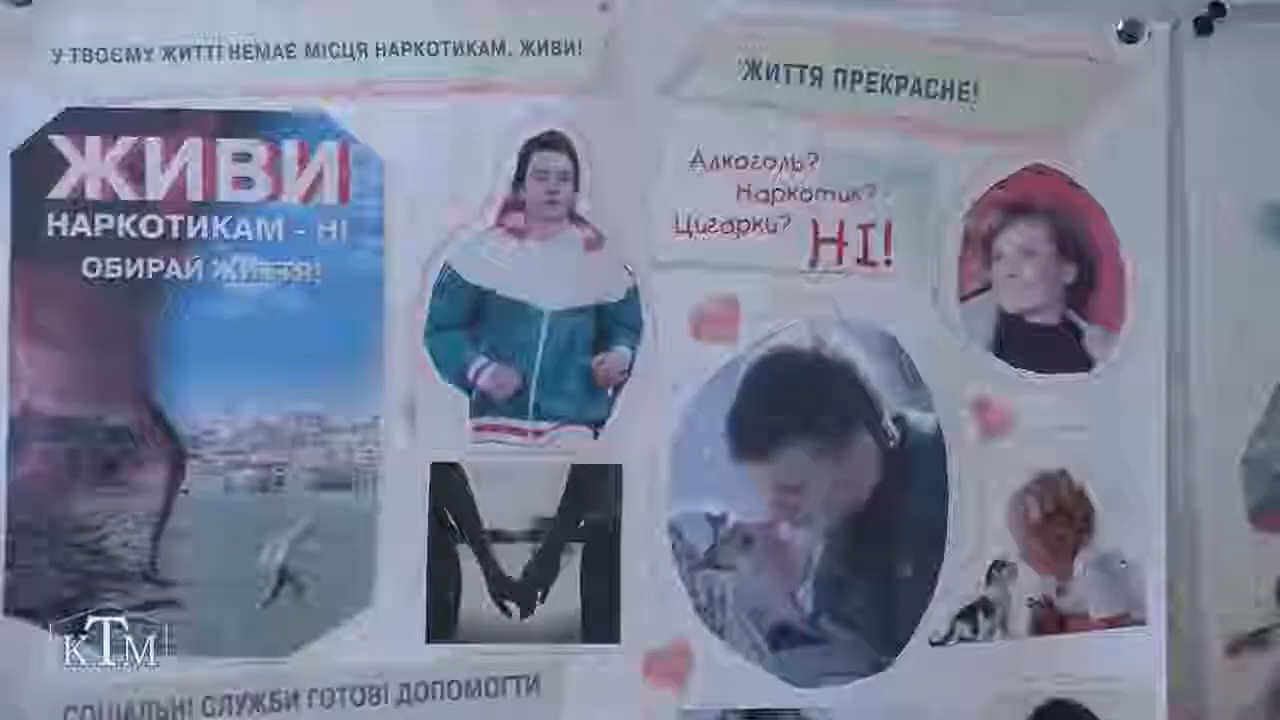 У ТВОЄМУ ЖИТТІ НЕМАЄ МІСЦЯ НАРКОТИКАМ. ЖИВИ!
ЖИВИ
НАРКОТИКАМ - НІ
ОБИРАЙ ЖИТТЯ!
СОЦІАЛЬНІ СЛУЖБИ ГОТОВІ ДОПОМОГТИ
ЖИТТЯ ПРЕКРАСНЕ!
Алкоголь?
Наркотик?
Цигарки? НІ!
КТМ